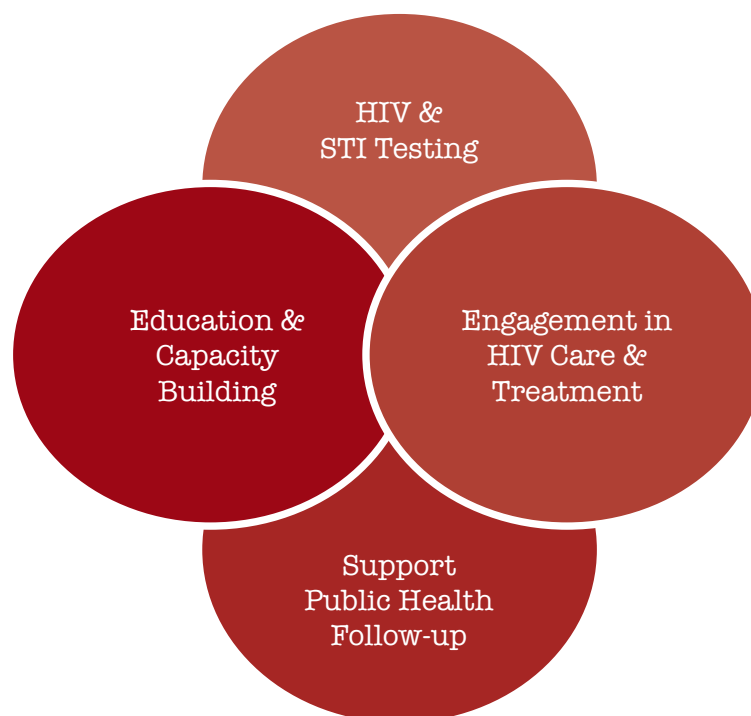 HIV &
STI Testing
Education &
Capacity
Building
Engagement in
HIV Care &
Treatment
Support
Public Health
Follow-up